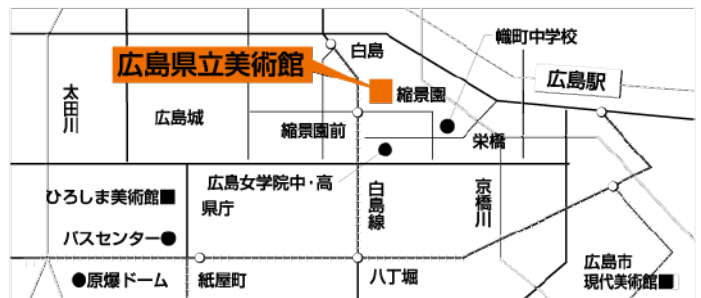 白島
幟町中学校
広島県立美術館
広島駅
太田川
縮景園
広島城
縮景園前
栄橋
広島女学院中・高
県庁
ひろしま美術館
白島線
京橋川
バスセンター
原爆ドーム
紙屋町
八丁堀
広島市
現代美術館